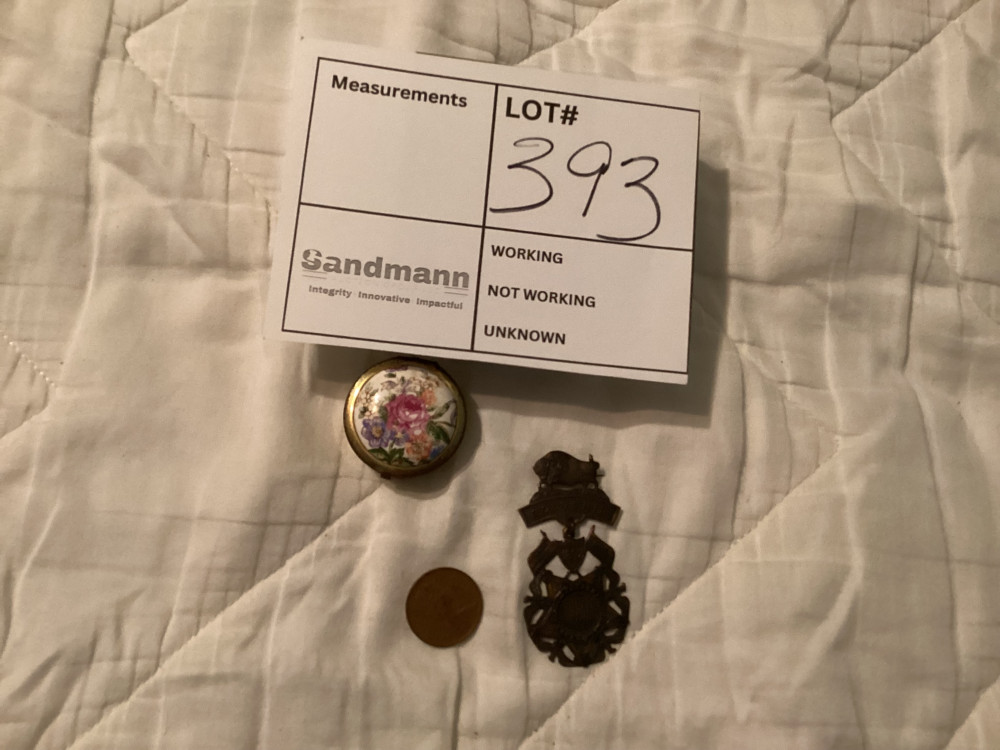 Measurements
LOT#
393
Sandmann
Integrity Innovative Impactful
WORKING
NOT WORKING
UNKNOWN